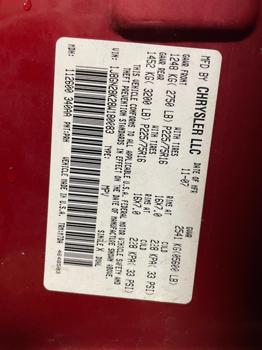 MFD BY CHRYSLER LLC DATE OF MFR 11-07 GVWR 2541 KG(05600 LB)
GAWR FRONT WITH TIRES RIMS AT COLD
1248 KG( 2750 LB) P225/75R16 16X7.0 228 KPA( 33 PSI)
GAWR REAR WITH TIRES RIMS AT COLD
1452 KG( 3200 LB) P225/75R16 16X7.0 228 KPA( 33 PSI)
THIS VEHICLE CONFORMS TO ALL APPLICABLE U.S.A. FEDERAL MOTOR VEHICLE SAFETY AND
THEFT PREVENTION STANDARDS IN EFFECT ON THE DATE OF MANUFACTURE SHOWN ABOVE.
VIN: MPV SINGLE X DUAL
MADE IN U.S.A.